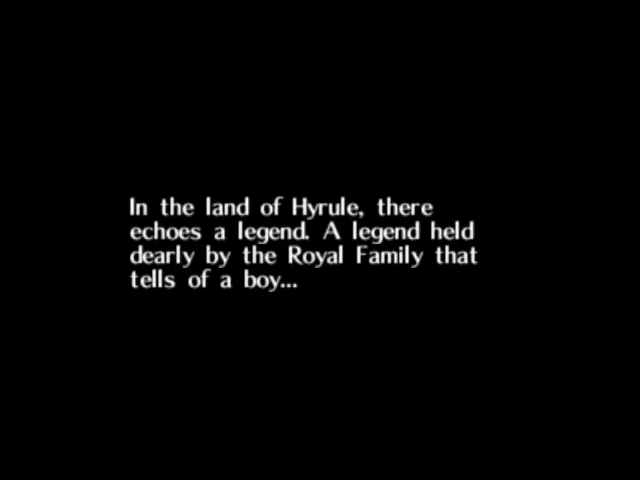 In the land of Hyrule, there
echoes a legend. A legend held
dearly by the Royal Family that
tells of a boy...